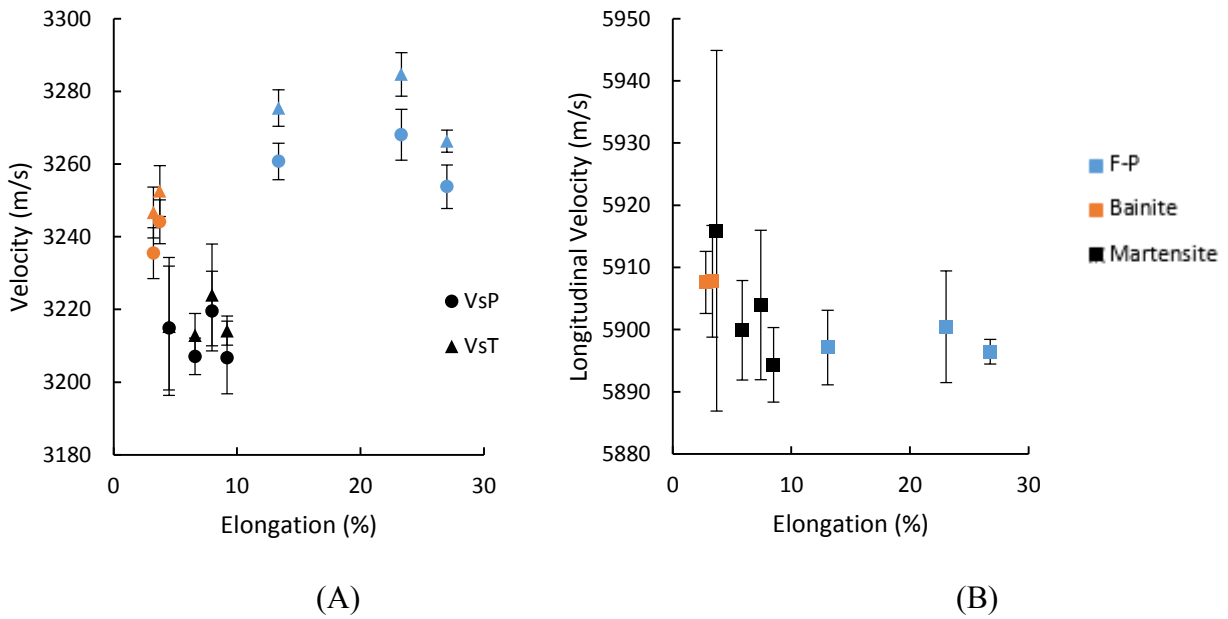 3300
3280
3260
3240
3220
3200
3180
Velocity (m/s)
0 10 20 30
Elongation (%)
VsP
VsT
(A)
5950
5940
5930
5920
5910
5900
5890
5880
Longitudinal Velocity (m/s)
0 10 20 30
Elongation (%)
F-P
Bainite
Martensite
(B)